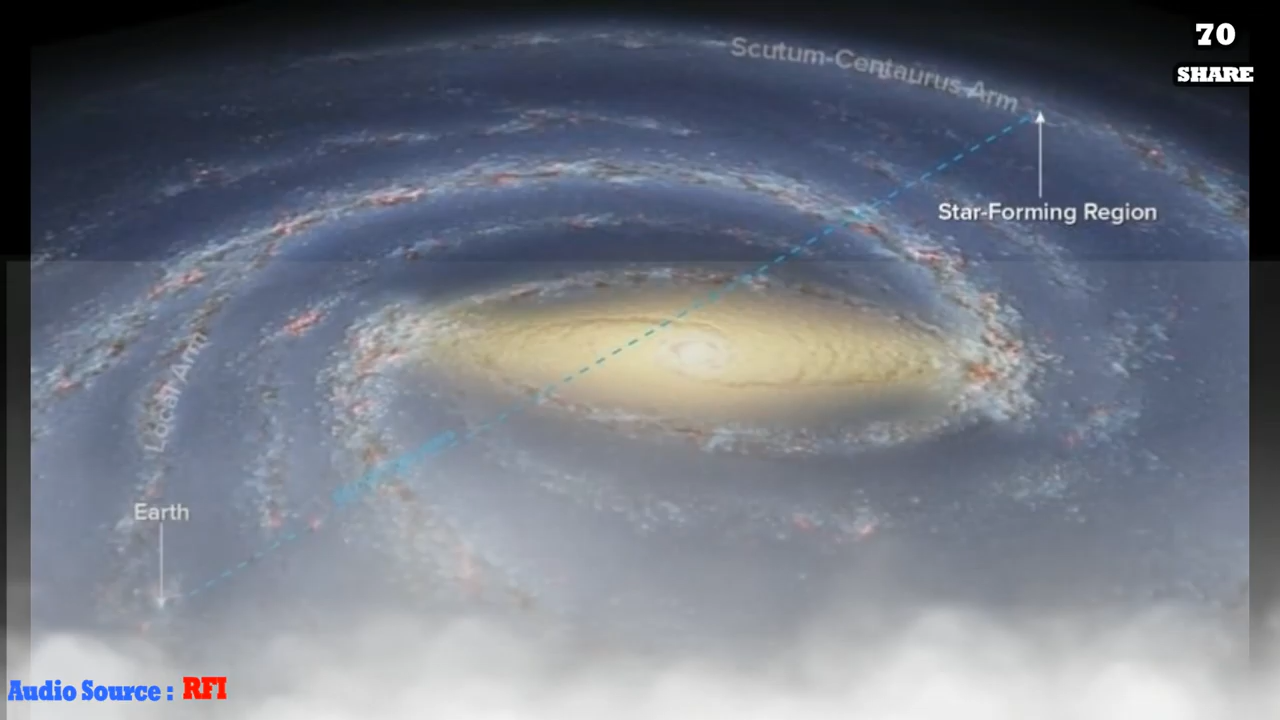 70
SHARE
Scutum-Centaurus Arm
Star-Forming Region
Local Arm
Earth
Audio Source : RFI